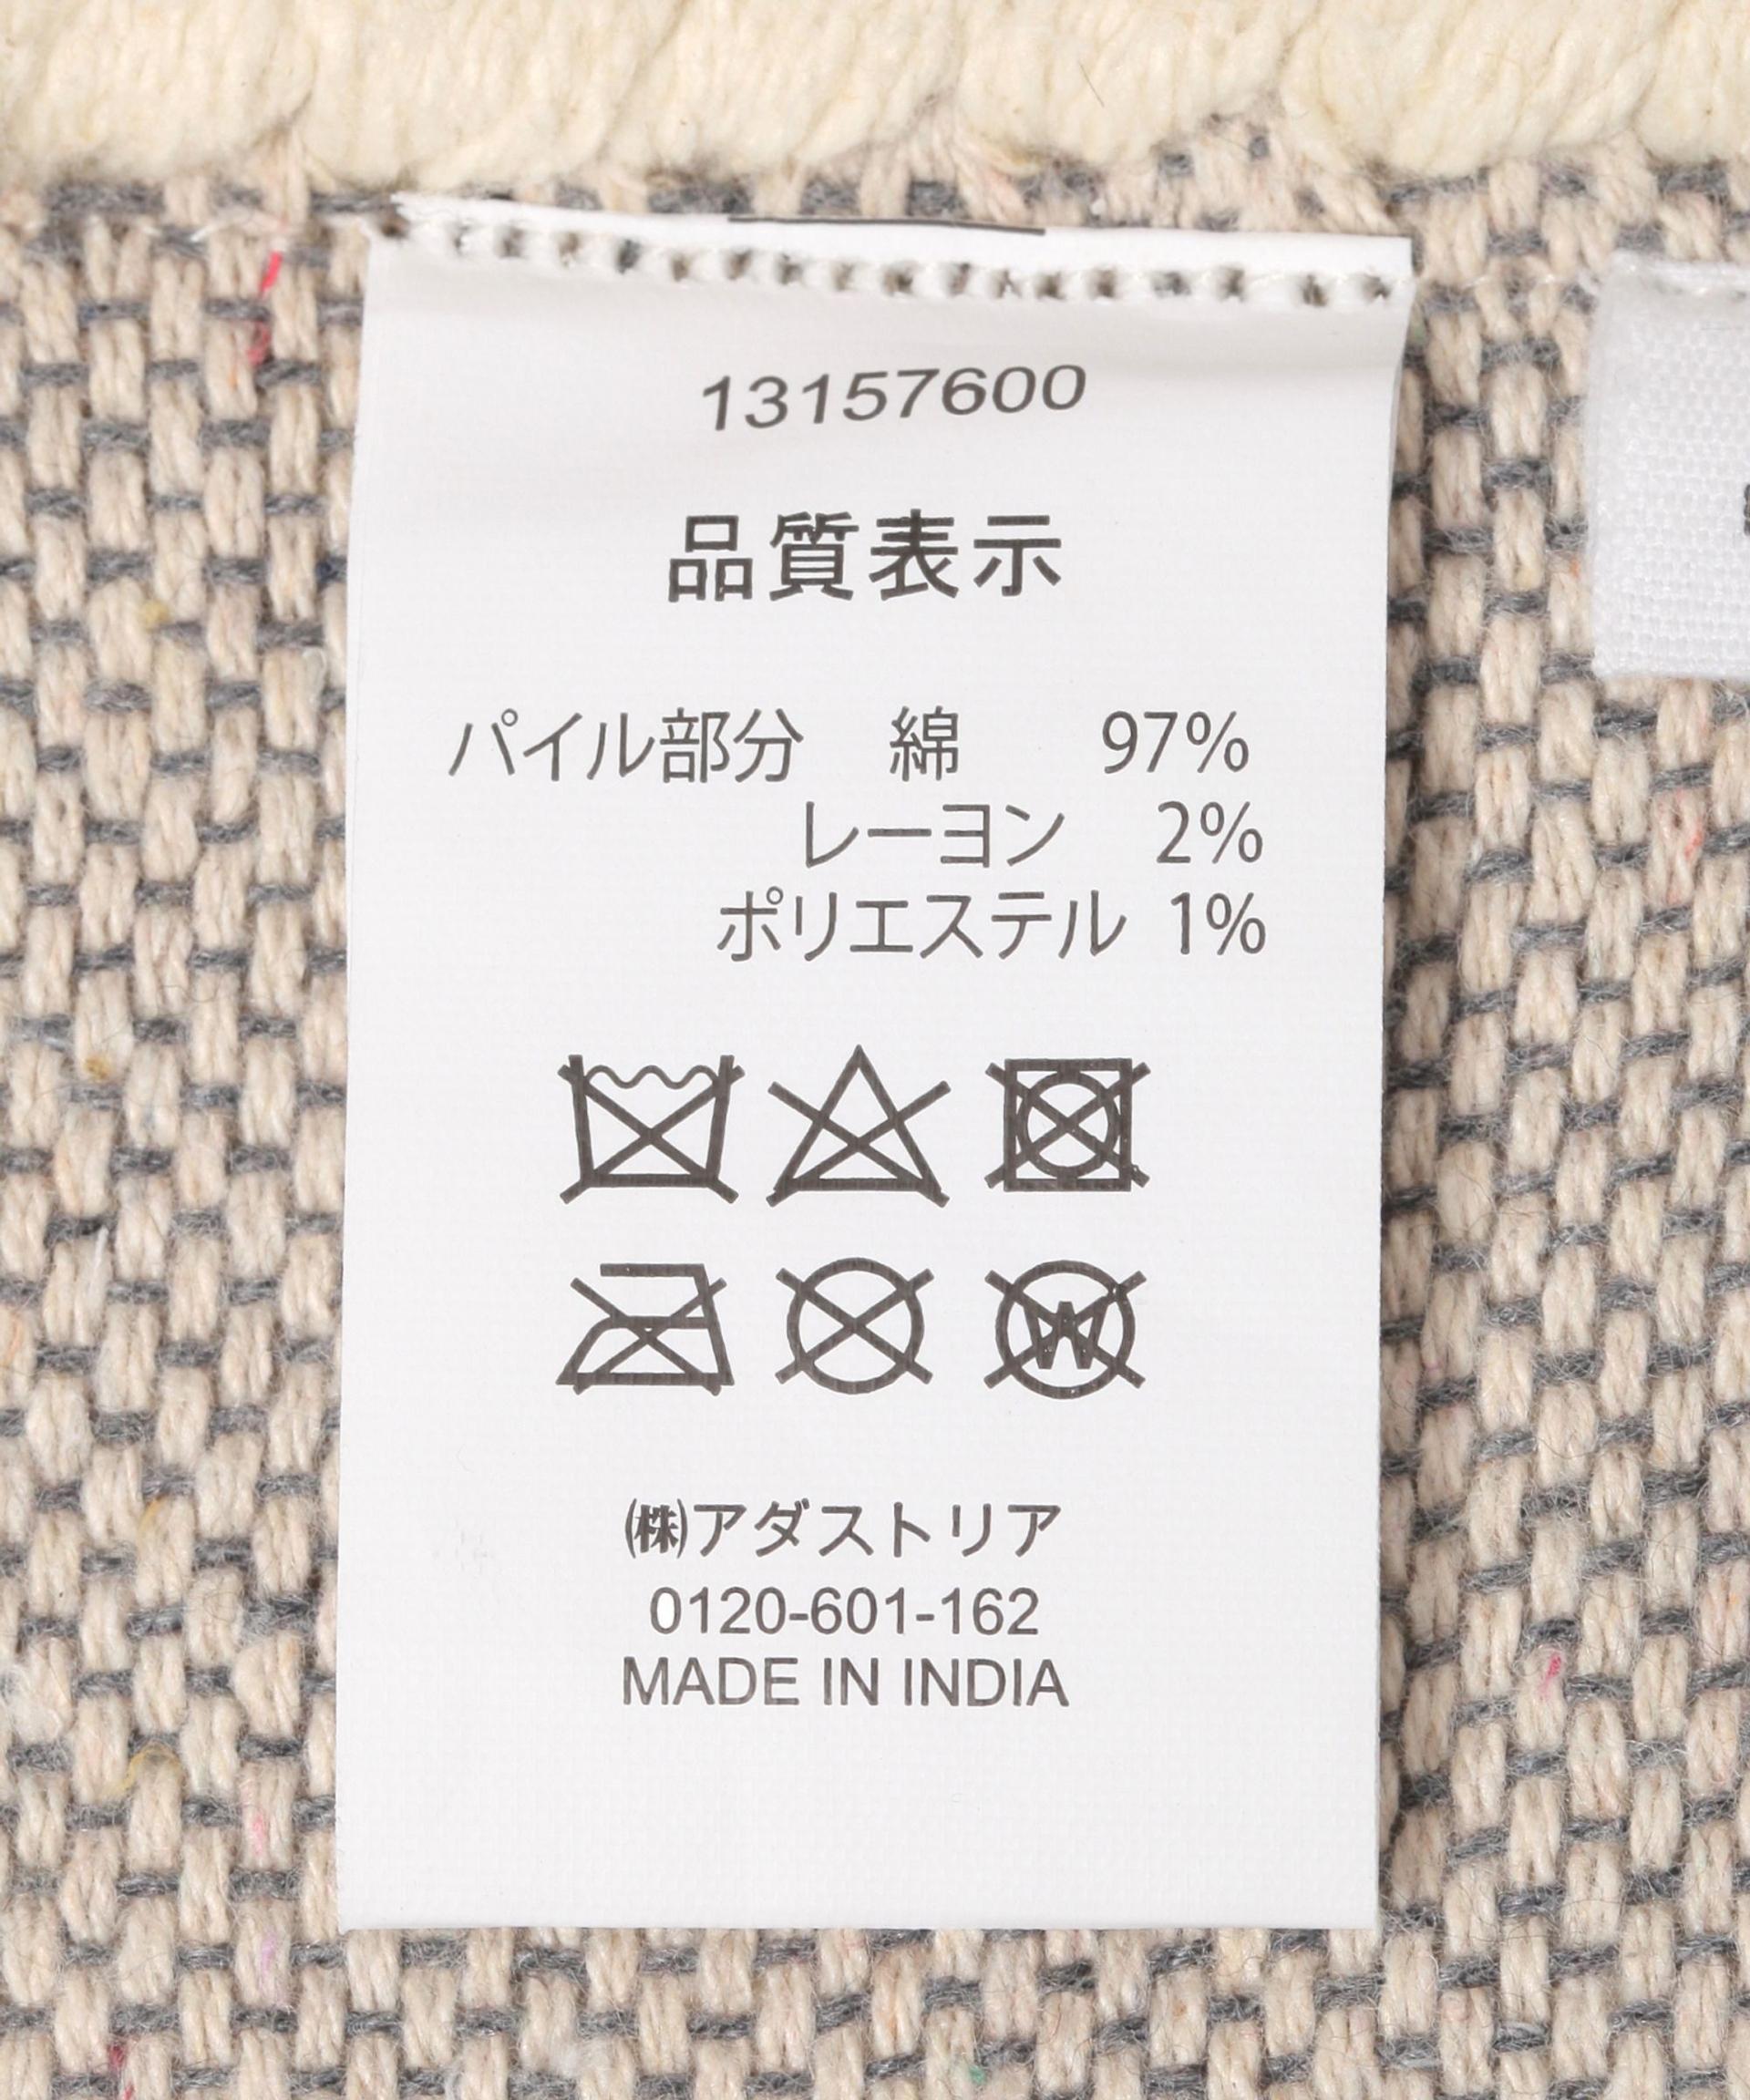 13157600
品質表示
パイル部分　綿　　97%
レーヨン　2%
ポリエステル 1%
W
㈱アダストリア
0120-601-162
MADE IN INDIA